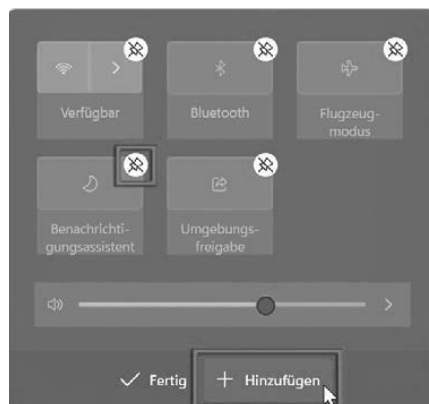 Verfügbar
Bluetooth
Flugzeug-
modus
Benachrichti-
gungsassistent
Umgebungs-
freigabe
Fertig
Hinzufügen